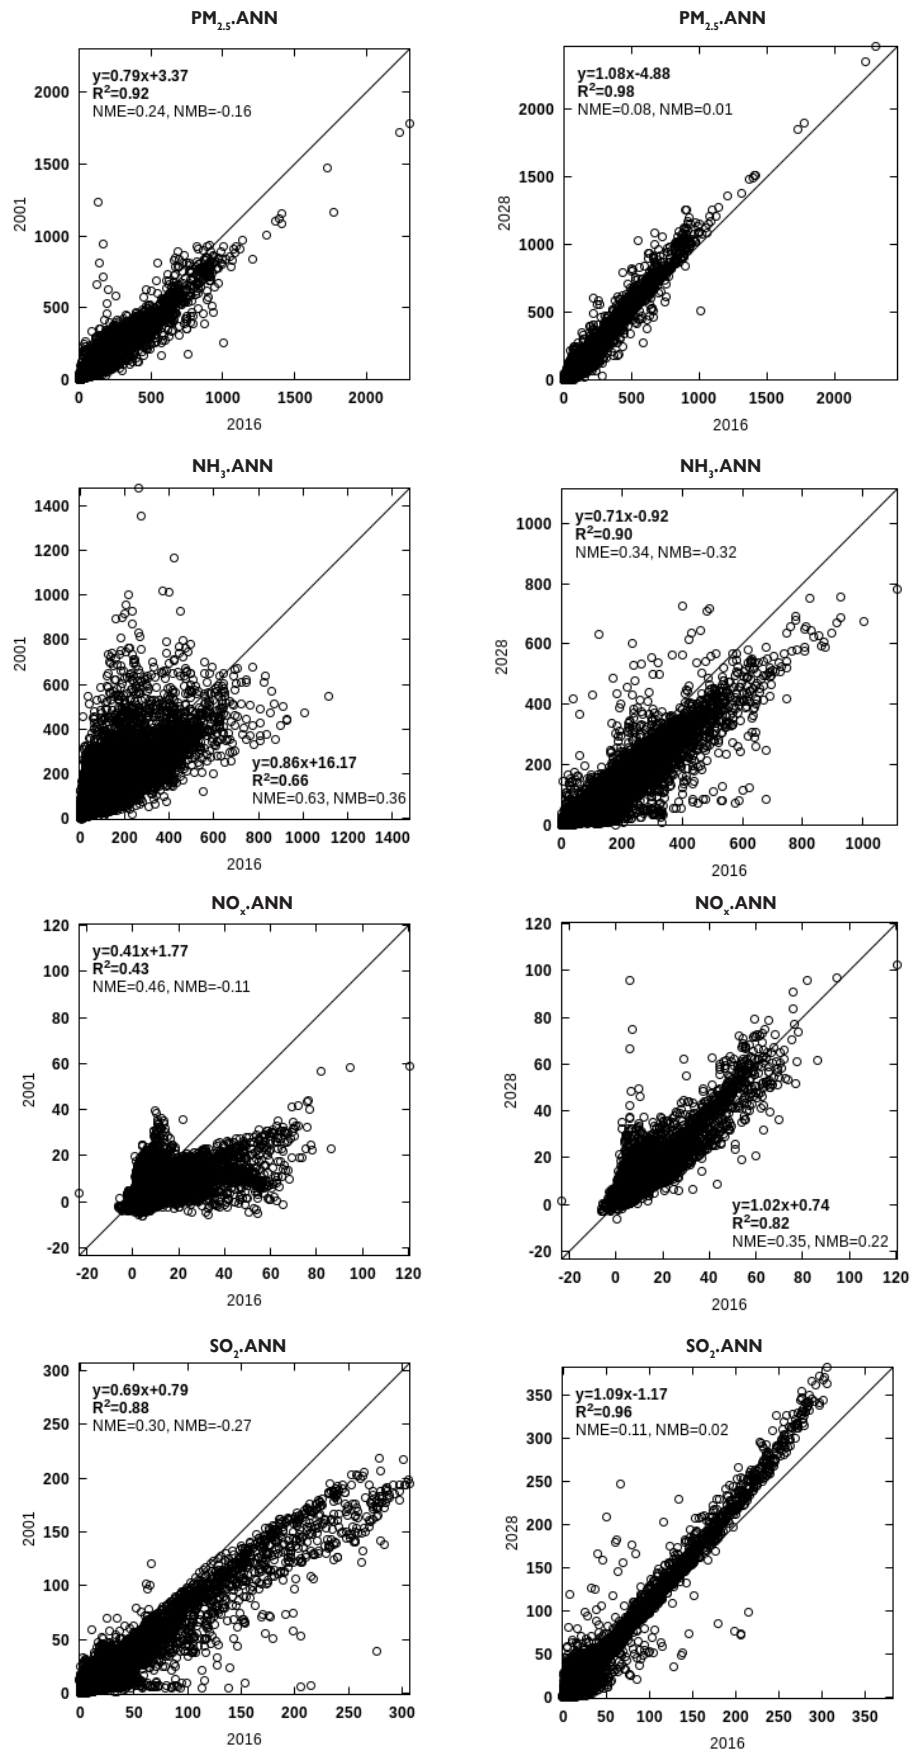 PM2.5.ANN
2000
1500
1000
500
0
2001
y=0.79x+3.37
R²=0.92
NME=0.24, NMB=-0.16
0 500 1000 1500 2000
2016
PM2.5.ANN
2000
1500
1000
500
0
2028
y=1.08x-4.88
R²=0.98
NME=0.08, NMB=0.01
0 500 1000 1500 2000
2016
NH3.ANN
1400
1200
1000
800
600
400
200
0
2001
y=0.86x+16.17
R²=0.66
NME=0.63, NMB=0.36
0 200 400 600 800 1000 1200 1400
2016
NH3.ANN
1000
800
600
400
200
0
2028
y=0.71x-0.92
R²=0.90
NME=0.34, NMB=-0.32
0 200 400 600 800 1000
2016
NOx.ANN
120
100
80
60
40
20
0
-20
2001
y=0.41x+1.77
R²=0.43
NME=0.46, NMB=-0.11
-20 0 20 40 60 80 100 120
2016
NOx.ANN
120
100
80
60
40
20
0
-20
2028
y=1.02x+0.74
R²=0.82
NME=0.35, NMB=0.22
-20 0 20 40 60 80 100 120
2016
SO2.ANN
300
250
200
150
100
50
0
2001
y=0.69x+0.79
R²=0.88
NME=0.30, NMB=-0.27
0 50 100 150 200 250 300
2016
SO2.ANN
350
300
250
200
150
100
50
0
2028
y=1.09x-1.17
R²=0.96
NME=0.11, NMB=0.02
0 50 100 150 200 250 300 350
2016